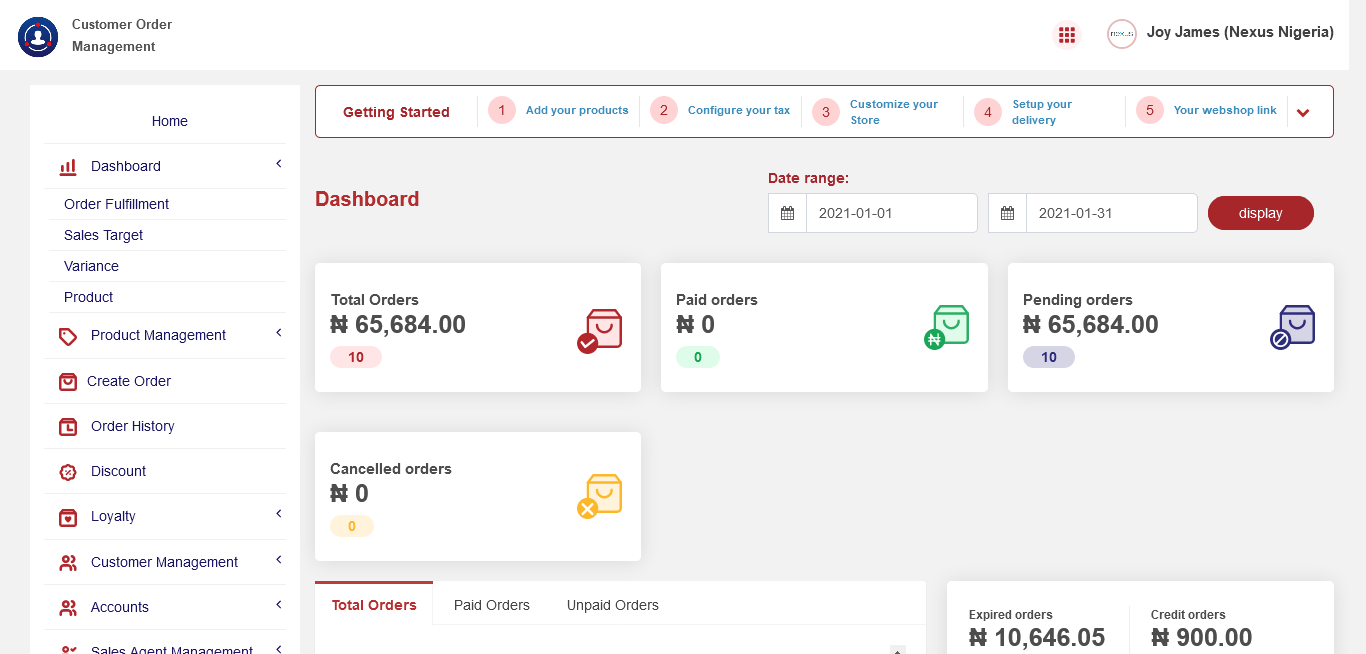 Customer Order
Management
nexus
Joy James (Nexus Nigeria)
Home
Dashboard
Order Fulfillment
Sales Target
Variance
Product
Product Management
Create Order
Order History
Discount
Loyalty
Customer Management
Accounts
Sales Agent Management
Getting Started
1 Add your products
2 Configure your tax
3 Customize your
Store
4 Setup your
delivery
5 Your webshop link
Dashboard
Date range:
2021-01-01
2021-01-31
display
Total Orders
₦ 65,684.00
10
Paid orders
₦ 0
0
Pending orders
₦ 65,684.00
10
Cancelled orders
₦ 0
0
Total Orders
Paid Orders
Unpaid Orders
Expired orders
₦ 10,646.05
Credit orders
₦ 900.00